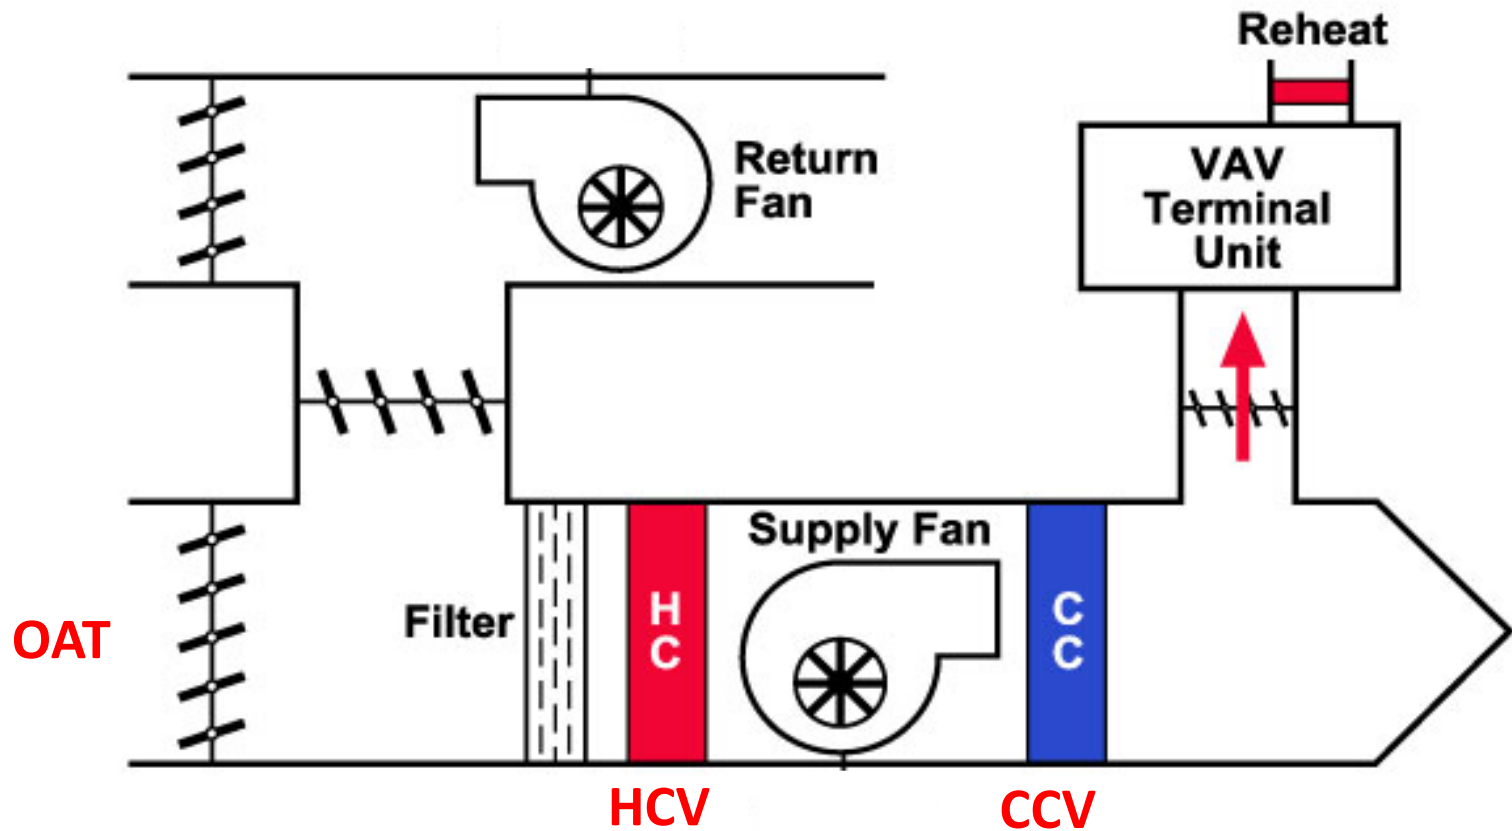 Reheat
Return
Fan
VAV
Terminal
Unit
Supply Fan
Filter
H
C
C
C
OAT
HCV
CCV